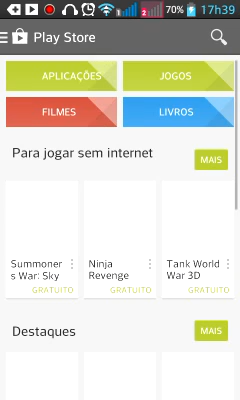 70% 17h39
Play Store
APLICAÇÕES JOGOS
FILMES LIVROS
Para jogar sem internet MAIS
Summoner Ninja Tank World
s War: Sky Revenge War 3D
GRATUITO GRATUITO GRATUITO
Destaques MAIS